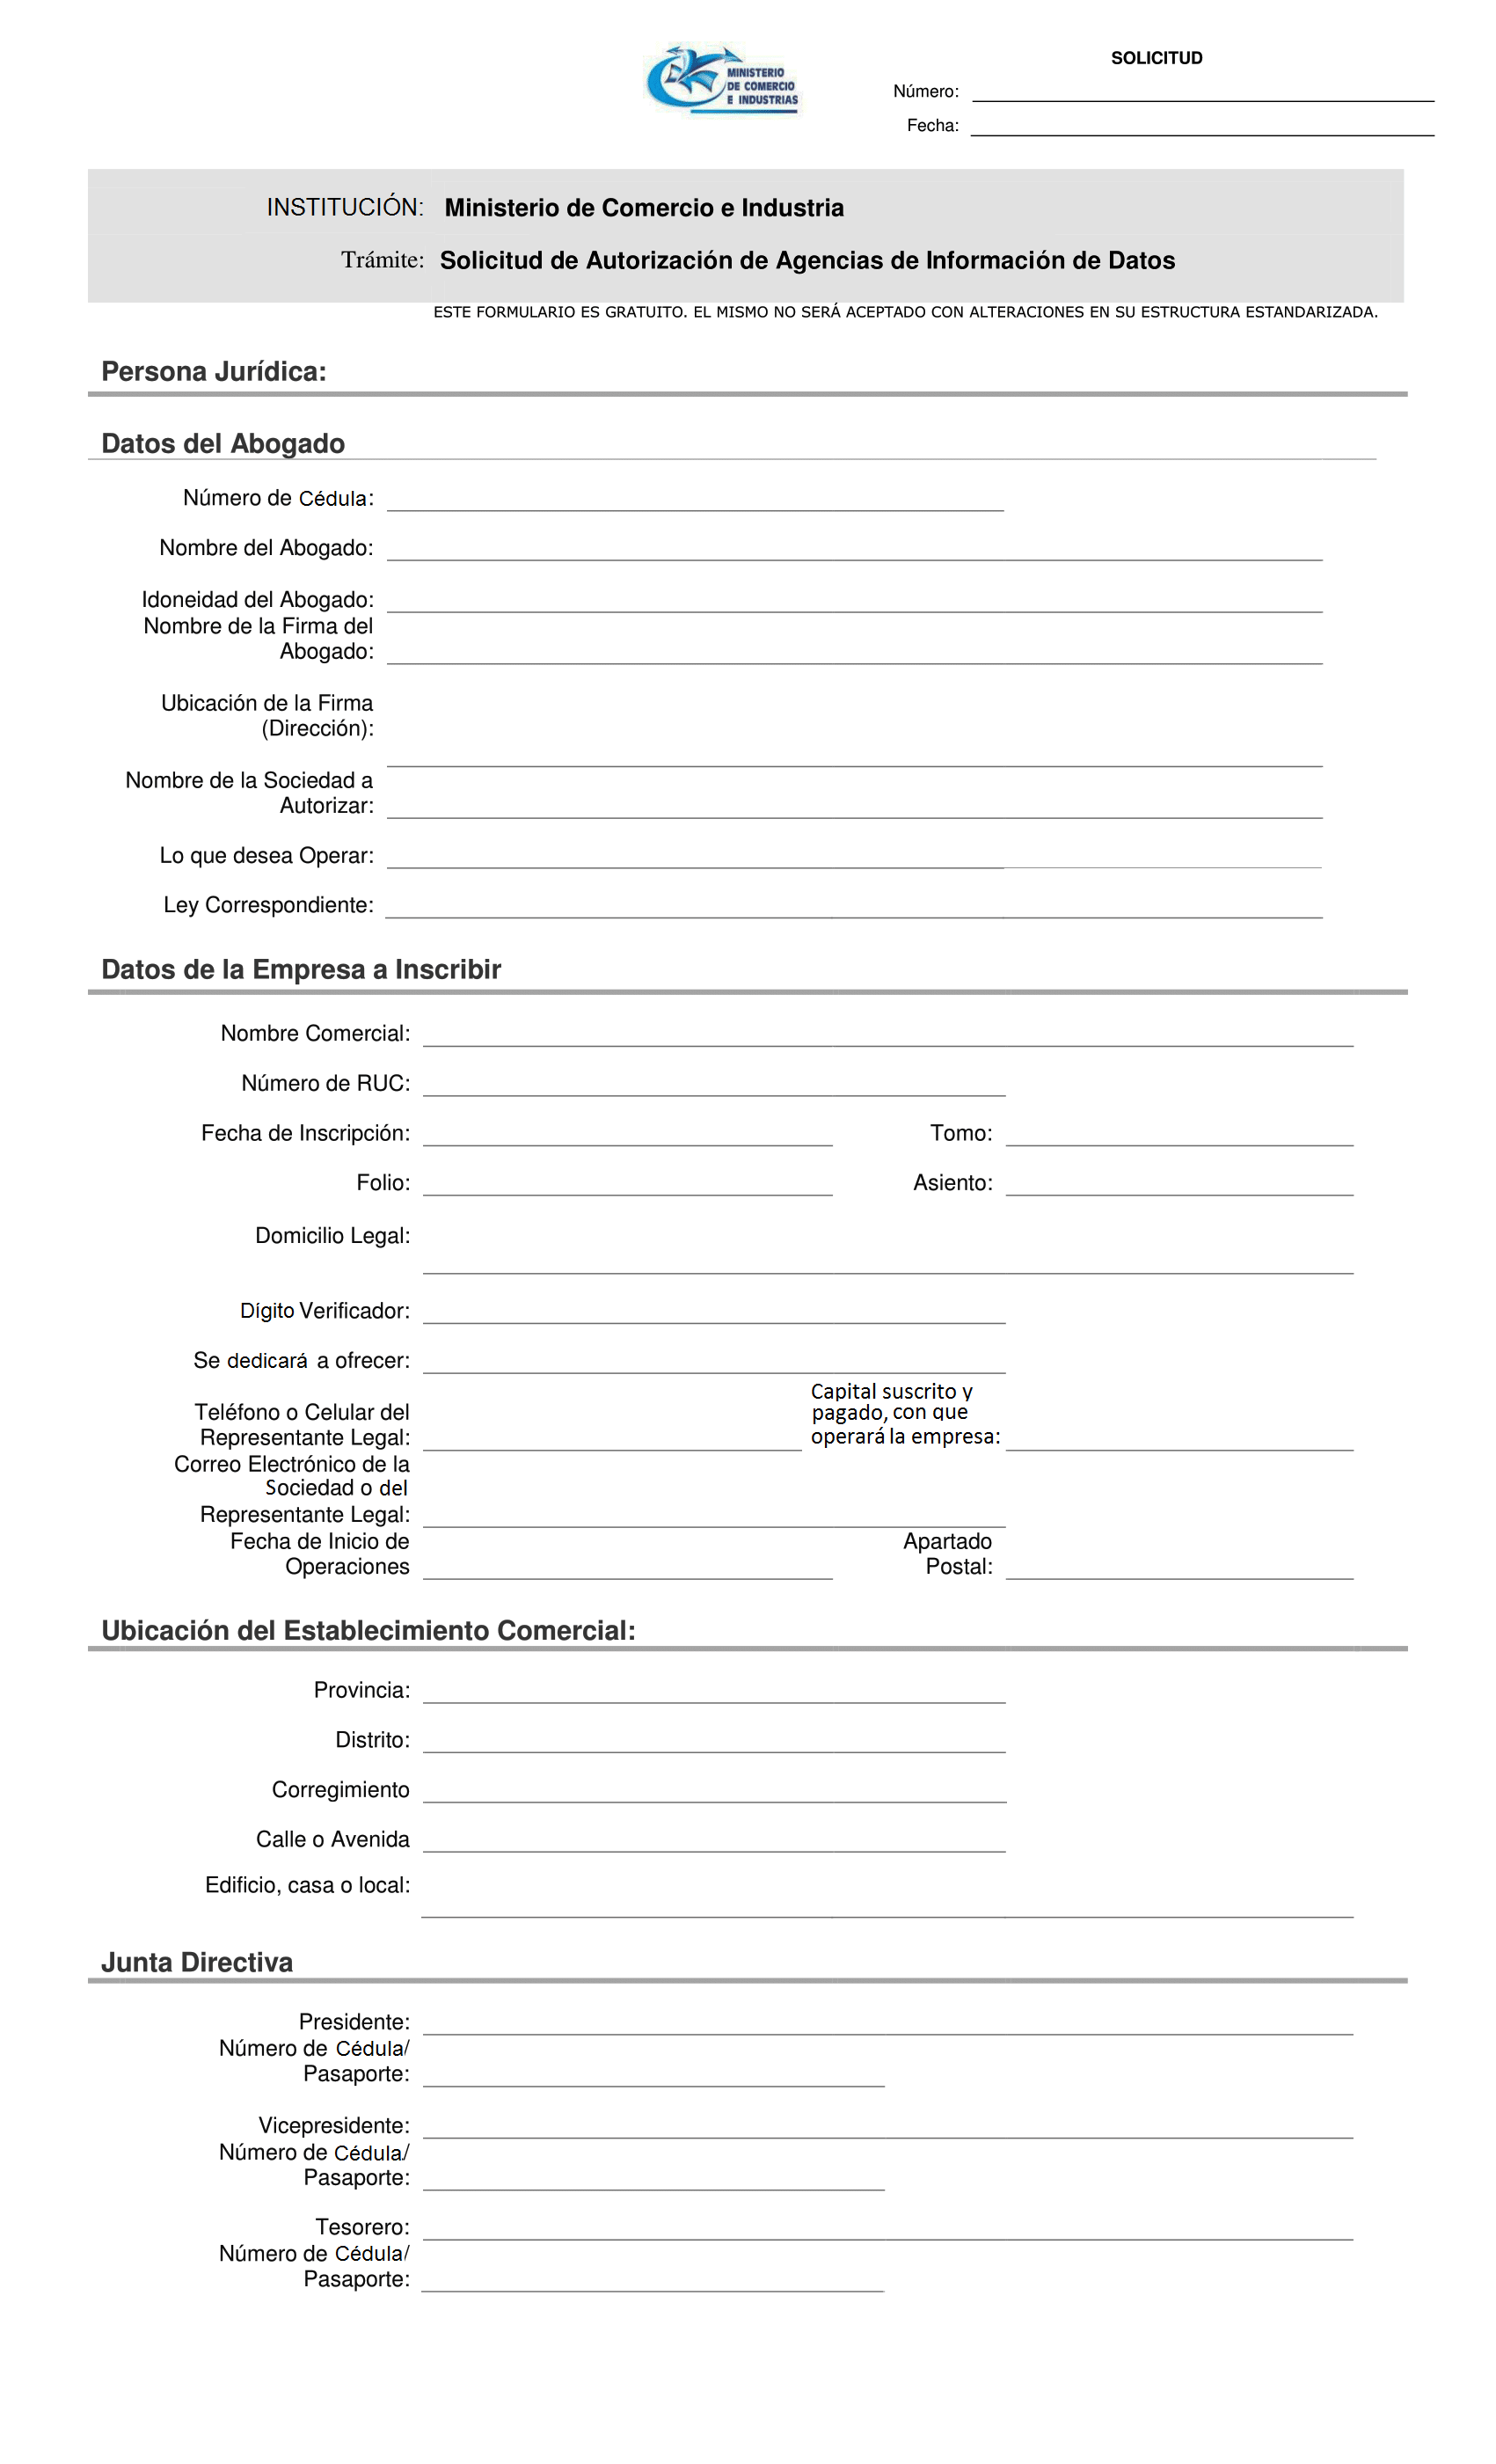 MINISTERIO
DE COMERCIO
E INDUSTRIAS
SOLICITUD
Número:
Fecha:
INSTITUCIÓN: Ministerio de Comercio e Industria
Trámite: Solicitud de Autorización de Agencias de Información de Datos
ESTE FORMULARIO ES GRATUITO. EL MISMO NO SERÁ ACEPTADO CON ALTERACIONES EN SU ESTRUCTURA ESTANDARIZADA.
Persona Jurídica:
Datos del Abogado
Número de Cédula:
Nombre del Abogado:
Idoneidad del Abogado:
Nombre de la Firma del
Abogado:
Ubicación de la Firma
(Dirección):
Nombre de la Sociedad a
Autorizar:
Lo que desea Operar:
Ley Correspondiente:
Datos de la Empresa a Inscribir
Nombre Comercial:
Número de RUC:
Fecha de Inscripción: Tomo:
Folio: Asiento:
Domicilio Legal:
Dígito Verificador:
Se dedicará a ofrecer:
Teléfono o Celular del
Representante Legal:
Capital suscrito y
pagado, con que
operará la empresa:
Correo Electrónico de la
Sociedad o del
Representante Legal:
Fecha de Inicio de
Operaciones
Apartado
Postal:
Ubicación del Establecimiento Comercial:
Provincia:
Distrito:
Corregimiento
Calle o Avenida
Edificio, casa o local:
Junta Directiva
Presidente:
Número de Cédula/
Pasaporte:
Vicepresidente:
Número de Cédula/
Pasaporte:
Tesorero:
Número de Cédula/
Pasaporte: